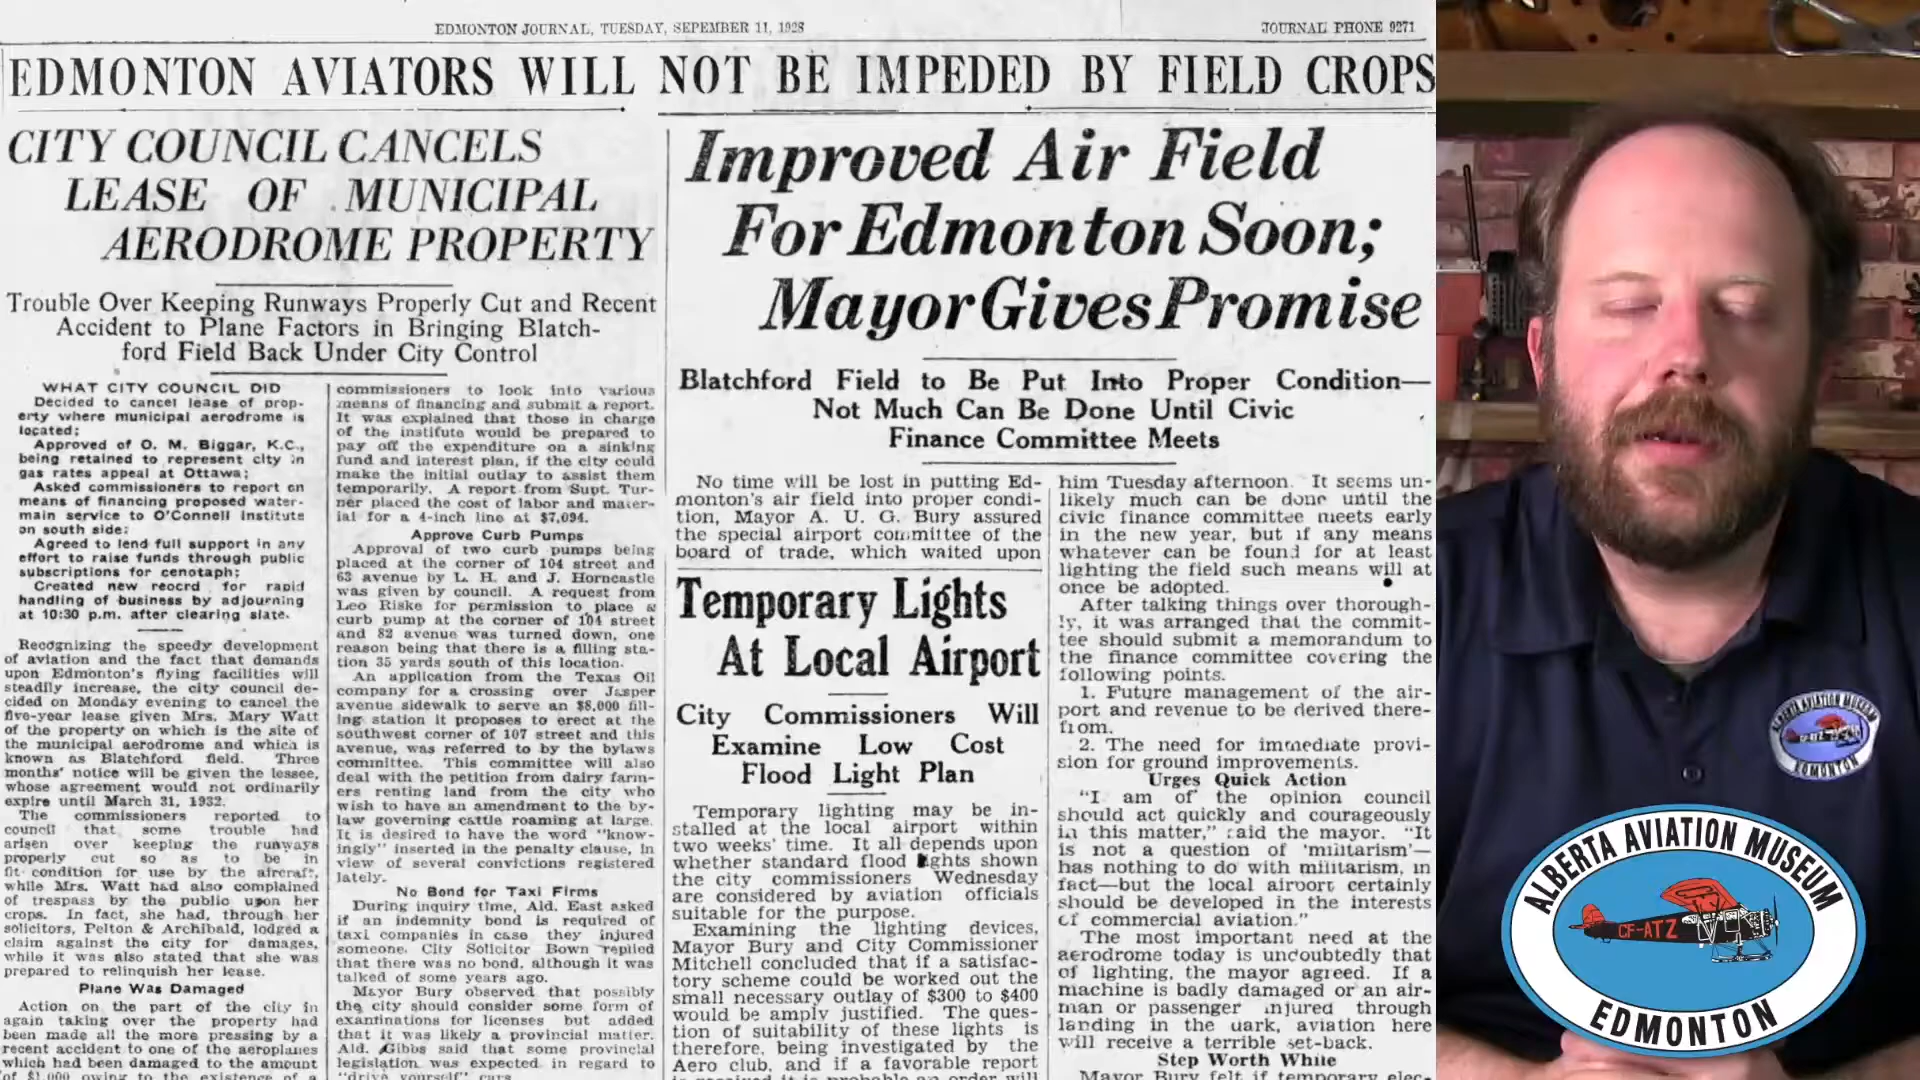 EDMONTON JOURNAL, TUESDAY, SEPEMBER 11, 1928
JOURNAL PHONE 9271
EDMONTON AVIATORS WILL NOT BE IMPEDED BY FIELD CROPS
CITY COUNCIL CANCELS
LEASE OF MUNICIPAL
AERODROME PROPERTY
Trouble Over Keeping Runways Properly Cut and Recent
Accident to Plane Factors in Bringing Blatch-
ford Field Back Under City Control
WHAT CITY COUNCIL DID
Decided to cancel lease of prop-
erty where municipal aerodrome is
located;
Approved of O. M. Biggar, K.C.,
being retained to represent city in
gas rates appeal at Ottawa;
Asked commissioners to report on
means of financing proposed water-
main service to O'Connell Institute
on south side;
Agreed to lend full support in any
effort to raise funds through public
subscriptions for cenotaph;
Created new reocrd for rapid
handling of business by adjourning
at 10:30 p.m. after clearing slate.
Recognizing the speedy development
of aviation and the fact that demands
upon Edmonton's flying facilities will
steadily increase, the city council de-
cided on Monday evening to cancel the
five-year lease given Mrs. Mary Watt
of the property on which is the site of
the municipal aerodrome and which is
known as Blatchford field. Three
months' notice will be given the lessee,
whose agreement would not ordinarily
expire until March 31, 1932.
The commissioners reported to
council that some trouble had
arisen over keeping the runways
properly cut so as to be in
fit condition for use by the aircraft,
while Mrs. Watt had also complained
of trespass by the public upon her
crops. In fact, she had, through her
solicitors, Pelton & Archibald, lodged a
claim against the city for damages,
while it was also stated that she was
prepared to relinquish her lease.
Plane Was Damaged
Action on the part of the city in
again taking over the property had
been made all the more pressing by a
recent accident to one of the aeroplanes
which had been damaged to the amount
of $1,000 owing to the existence of a
commissioners to look into various
means of financing and submit a report.
It was explained that those in charge
of the institute would be prepared to
pay off the expenditure on a sinking
fund and interest plan, if the city could
make the initial outlay to assist them
temporarily. A report from Supt. Tur-
ner placed the cost of labor and mater-
ial for a 4-inch line at $7,094.
Approve Curb Pumps
Approval of two curb pumps being
placed at the corner of 104 street and
63 avenue by L. H. and J. Horncastle
was given by council. A request from
Leo Riske for permission to place a
curb pump at the corner of 104 street
and 82 avenue was turned down, one
reason being that there is a filling sta-
tion 35 yards south of this location.
An application from the Texas Oil
company for a crossing over Jasper
avenue sidewalk to serve an $8,000 fill-
ing station it proposes to erect at the
southwest corner of 107 street and this
avenue, was referred to by the bylaws
committee. This committee will also
deal with the petition from dairy farm-
ers renting land from the city who
wish to have an amendment to the by-
law governing cattle roaming at large.
It is desired to have the word "know-
ingly" inserted in the penalty clause, in
view of several convictions registered
lately.
No Bond for Taxi Firms
During inquiry time, Ald. East asked
if an indemnity bond is required of
taxi companies in case they injured
someone. City Solicitor Bown replied
that there was no bond, although it was
talked of some years ago.
Mayor Bury observed that possibly
the city should consider some form of
examinations for licenses but added
that it was likely a provincial matter.
Ald. Gibbs said that some provincial
legislation was expected in regard to
"drive yourself" cars.
Improved Air Field
For Edmonton Soon;
Mayor Gives Promise
Blatchford Field to Be Put Into Proper Condition—
Not Much Can Be Done Until Civic
Finance Committee Meets
No time will be lost in putting Ed-
monton's air field into proper condi-
tion, Mayor A. U. G. Bury assured
the special airport committee of the
board of trade, which waited upon
Temporary Lights
At Local Airport
City Commissioners Will
Examine Low Cost
Flood Light Plan
Temporary lighting may be in-
stalled at the local airport within
two weeks' time. It all depends upon
whether standard flood lights shown
the city commissioners Wednesday
are considered by aviation officials
suitable for the purpose.
Examining the lighting devices,
Mayor Bury and City Commissioner
Mitchell concluded that if a satisfac-
tory scheme could be worked out the
small necessary outlay of $300 to $400
would be amply justified. The ques-
tion of suitability of these lights is
therefore, being investigated by the
Aero club, and if a favorable report
him Tuesday afternoon. It seems un-
likely much can be done until the
civic finance committee meets early
in the new year, but if any means
whatever can be found for at least
lighting the field such means will at
once be adopted.
After talking things over thorough-
ly, it was arranged that the commit-
tee should submit a memorandum to
the finance committee covering the
following points.
1. Future management of the air-
port and revenue to be derived there-
from.
2. The need for immediate provi-
sion for ground improvements.
Urges Quick Action
"I am of the opinion council
should act quickly and courageously
in this matter," said the mayor. "It
is not a question of 'militarism'—
has nothing to do with militarism, in
fact—but the local airport certainly
should be developed in the interests
of commercial aviation."
The most important need at the
aerodrome today is undoubtedly that
of lighting, the mayor agreed. If a
machine is badly damaged or an air-
man or passenger injured through
landing in the dark, aviation here
will receive a terrible set-back.
Step Worth While
Mayor Bury felt if temporary elec-
ALBERTA AVIATION MUSEUM
CF-ATZ
EDMONTON
ALBERTA AVIATION MUSEUM
CF-ATZ
EDMONTON